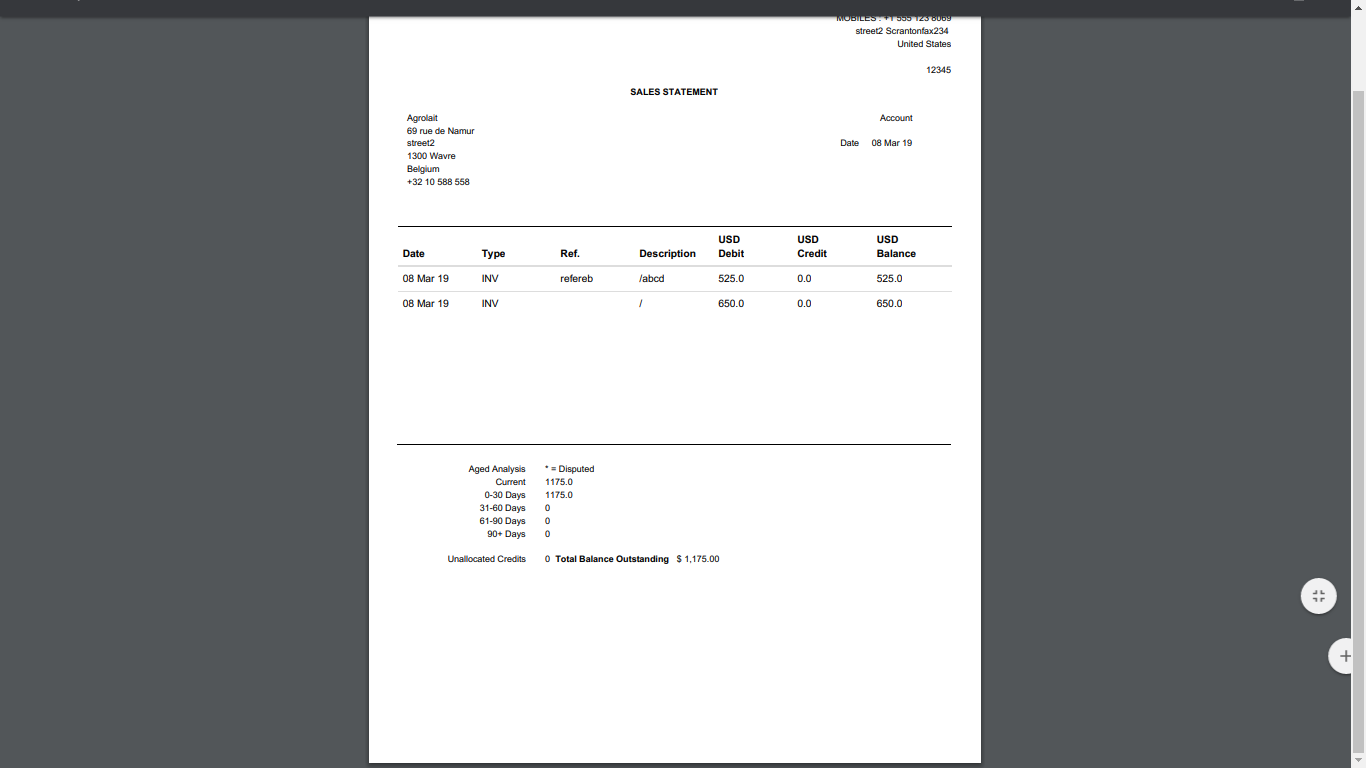 MOBILES : +1 555 123 8069
street2 Scrantonfax234
United States
12345
SALES STATEMENT
Agrolait
69 rue de Namur
street2
1300 Wavre
Belgium
+32 10 588 558
Account
Date 08 Mar 19
Date Type Ref. Description USD Debit USD Credit USD Balance
08 Mar 19 INV refereb /abcd 525.0 0.0 525.0
08 Mar 19 INV / 650.0 0.0 650.0
Aged Analysis * = Disputed
Current 1175.0
0-30 Days 1175.0
31-60 Days 0
61-90 Days 0
90+ Days 0
Unallocated Credits 0 Total Balance Outstanding $ 1,175.00